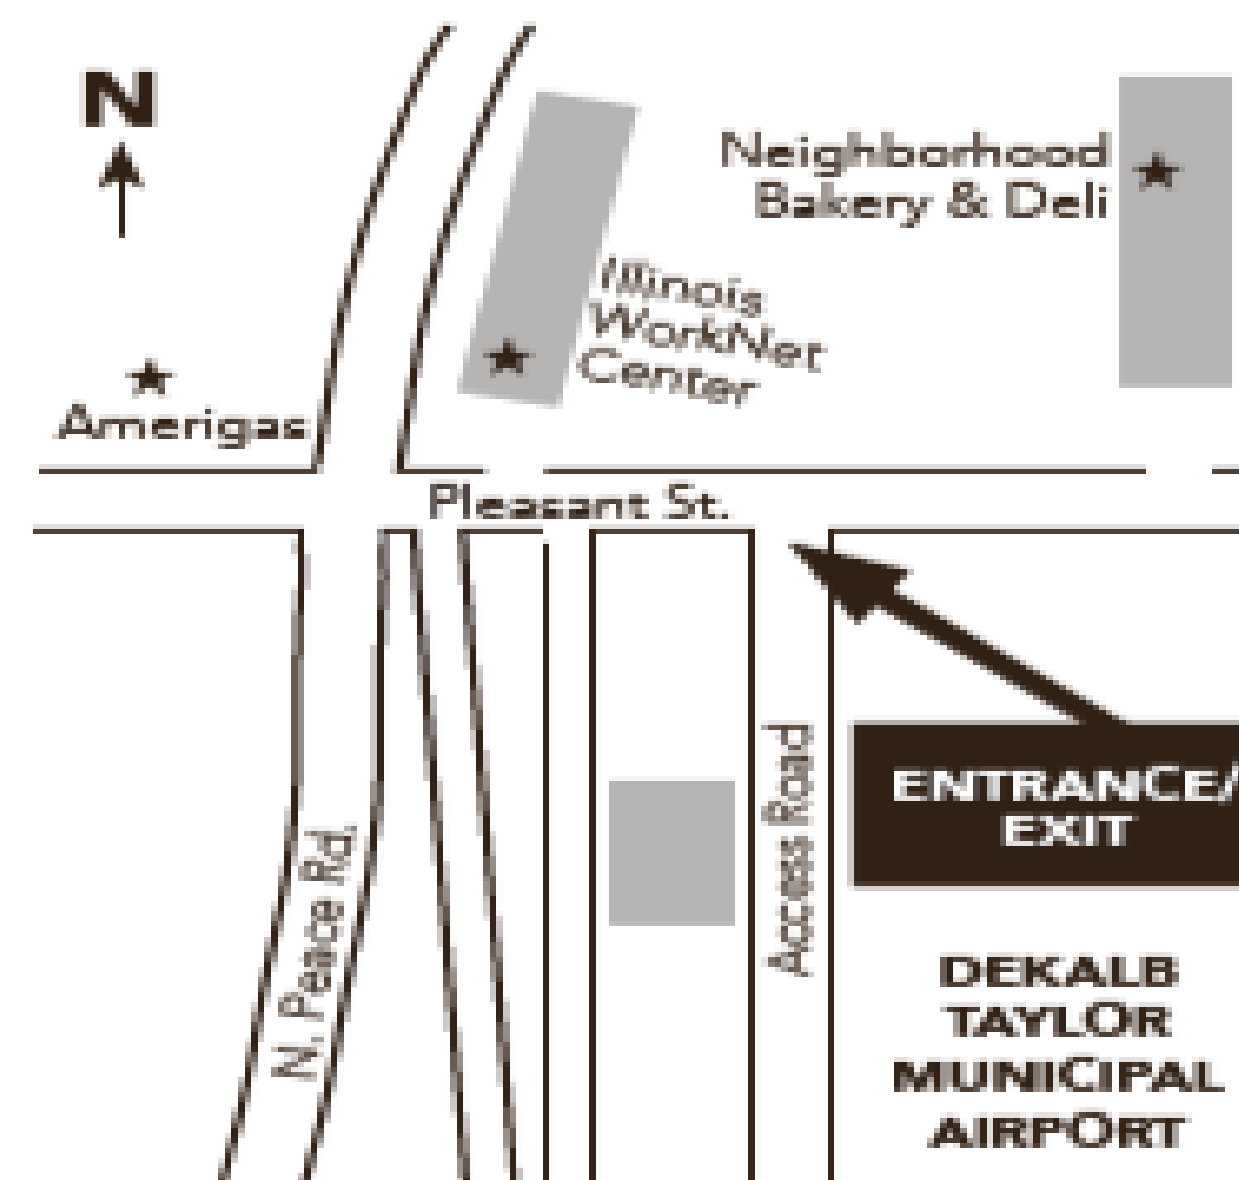 N
Neighborhood
Bakery & Deli
Illinois
WorkNet
Center
Amerigas
Pleasant St.
Access Road
ENTRANCE/
EXIT
N. Peace Rd.
DEKALB
TAYLOR
MUNICIPAL
AIRPORT